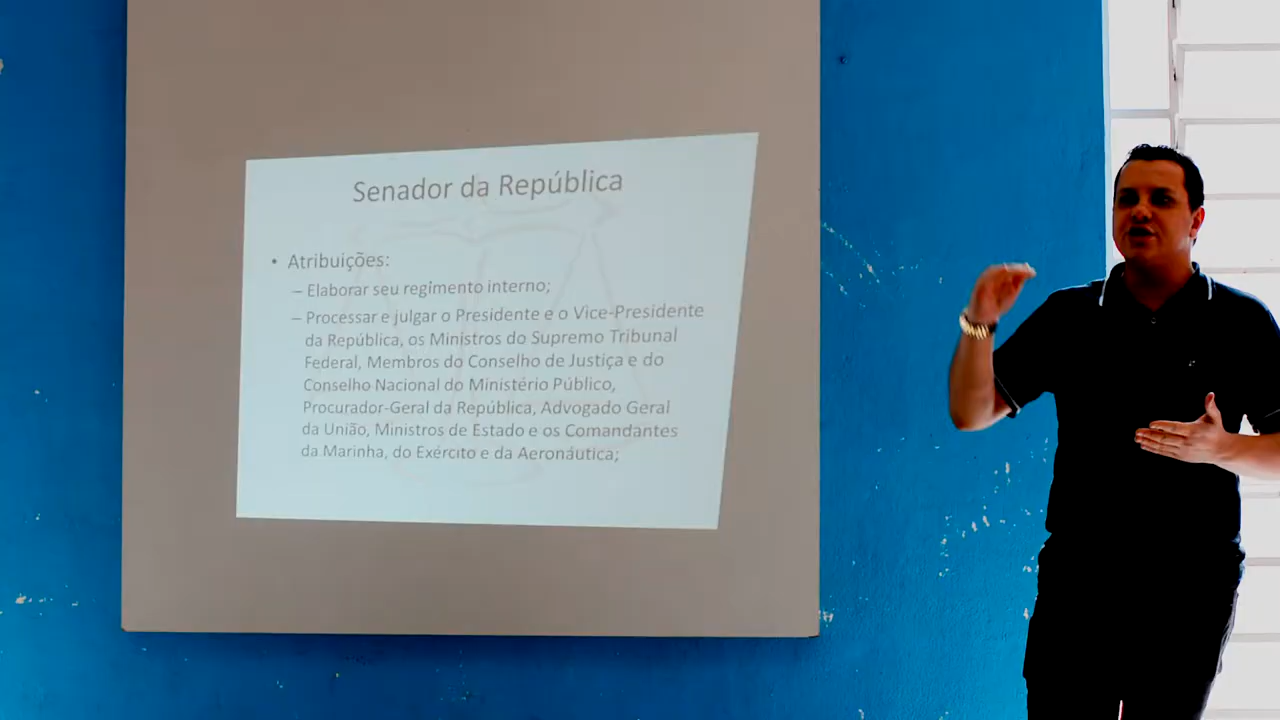 Senador da República
• Atribuições:
– Elaborar seu regimento interno;
– Processar e julgar o Presidente e o Vice-Presidente
da República, os Ministros do Supremo Tribunal
Federal, Membros do Conselho de Justiça e do
Conselho Nacional do Ministério Público,
Procurador-Geral da República, Advogado Geral
da União, Ministros de Estado e os Comandantes
da Marinha, do Exército e da Aeronáutica;